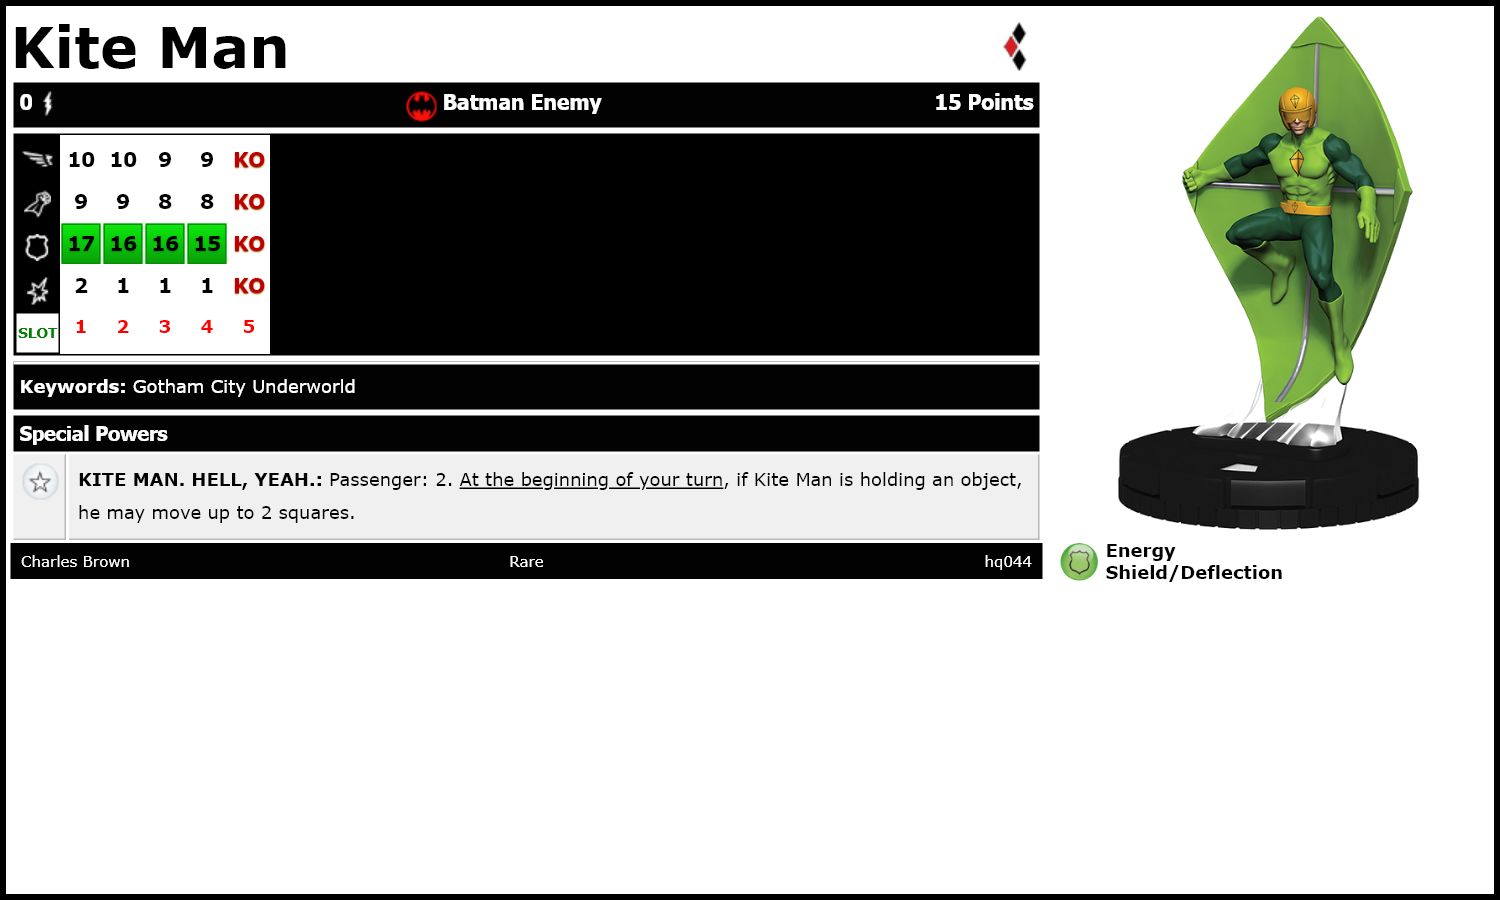 Kite Man
0 Batman Enemy 15 Points
10 10 9 9 KO
9 9 8 8 KO
17 16 16 15 KO
2 1 1 1 KO
SLOT 1 2 3 4 5
Keywords: Gotham City Underworld
Special Powers
KITE MAN. HELL, YEAH.: Passenger: 2. At the beginning of your turn, if Kite Man is holding an object,
he may move up to 2 squares.
Charles Brown Rare hq044
Energy
Shield/Deflection